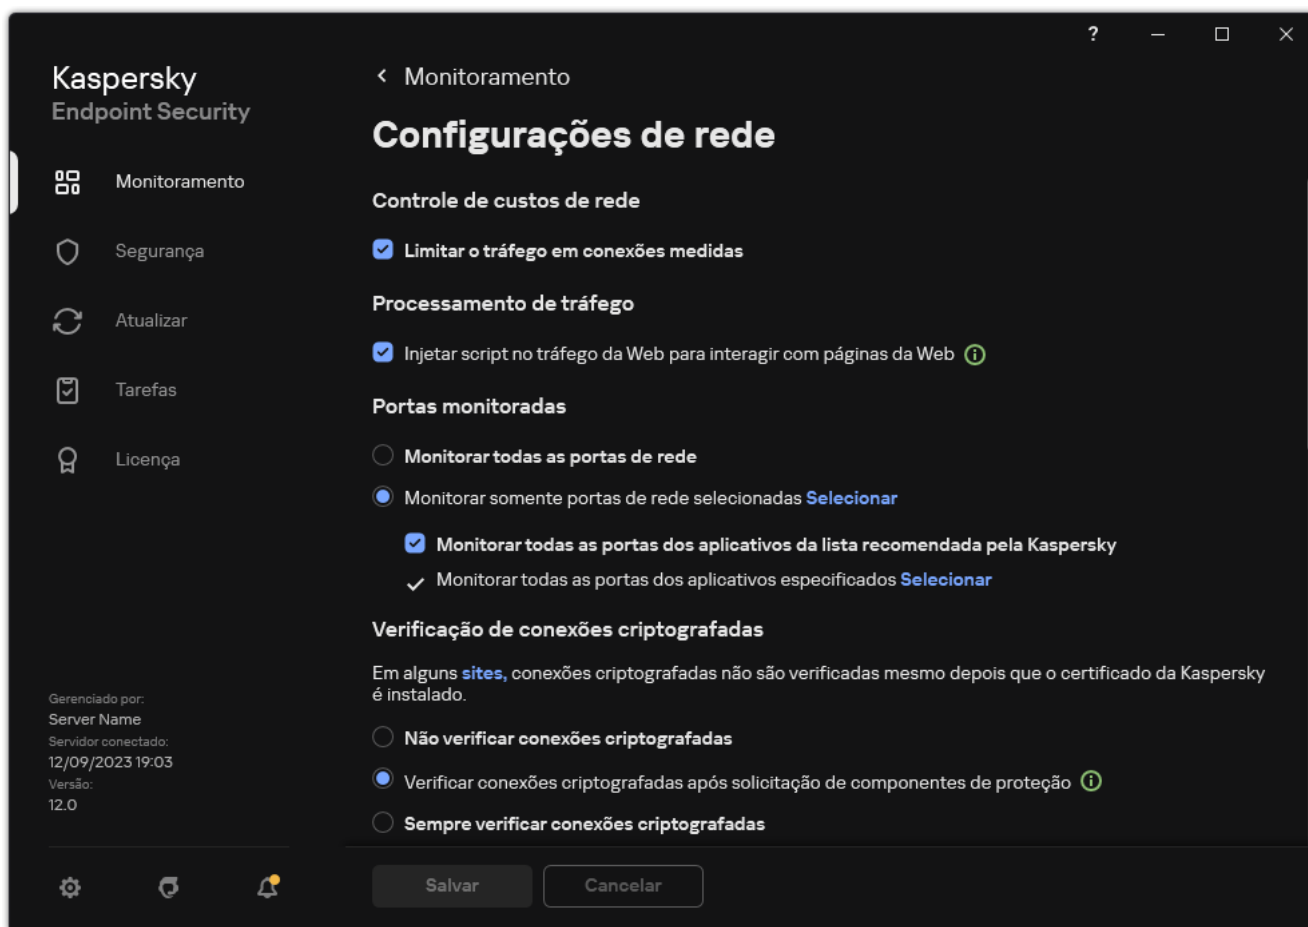 ?
Kaspersky
Endpoint Security
Monitoramento
Segurança
Atualizar
Tarefas
Licença
Gerenciado por:
Server Name
Servidor conectado:
12/09/2023 19:03
Versão:
12.0
Monitoramento
Configurações de rede
Controle de custos de rede
Limitar o tráfego em conexões medidas
Processamento de tráfego
Injetar script no tráfego da Web para interagir com páginas da Web
Portas monitoradas
Monitorar todas as portas de rede
Monitorar somente portas de rede selecionadas Selecionar
Monitorar todas as portas dos aplicativos da lista recomendada pela Kaspersky
Monitorar todas as portas dos aplicativos especificados Selecionar
Verificação de conexões criptografadas
Em alguns sites, conexões criptografadas não são verificadas mesmo depois que o certificado da Kaspersky
é instalado.
Não verificar conexões criptografadas
Verificar conexões criptografadas após solicitação de componentes de proteção
Sempre verificar conexões criptografadas
Salvar
Cancelar